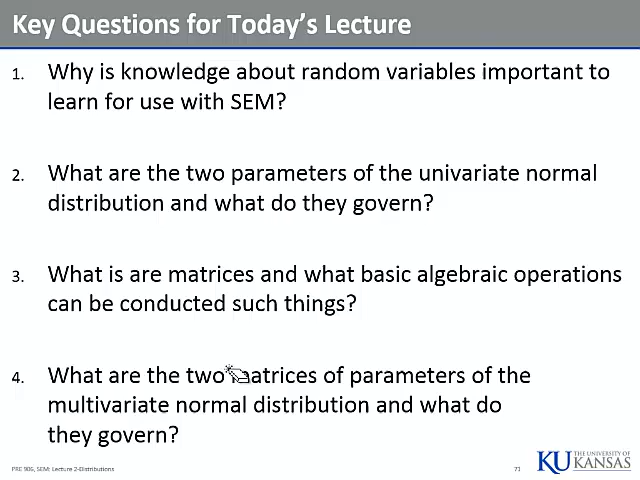 Key Questions for Today's Lecture
1. Why is knowledge about random variables important to
learn for use with SEM?
2. What are the two parameters of the univariate normal
distribution and what do they govern?
3. What is are matrices and what basic algebraic operations
can be conducted such things?
4. What are the two atrices of parameters of the
multivariate normal distribution and what do
they govern?
PRE 906, SEM: Lecture 2-Distributions
71
KU THE UNIVERSITY OF
KANSAS